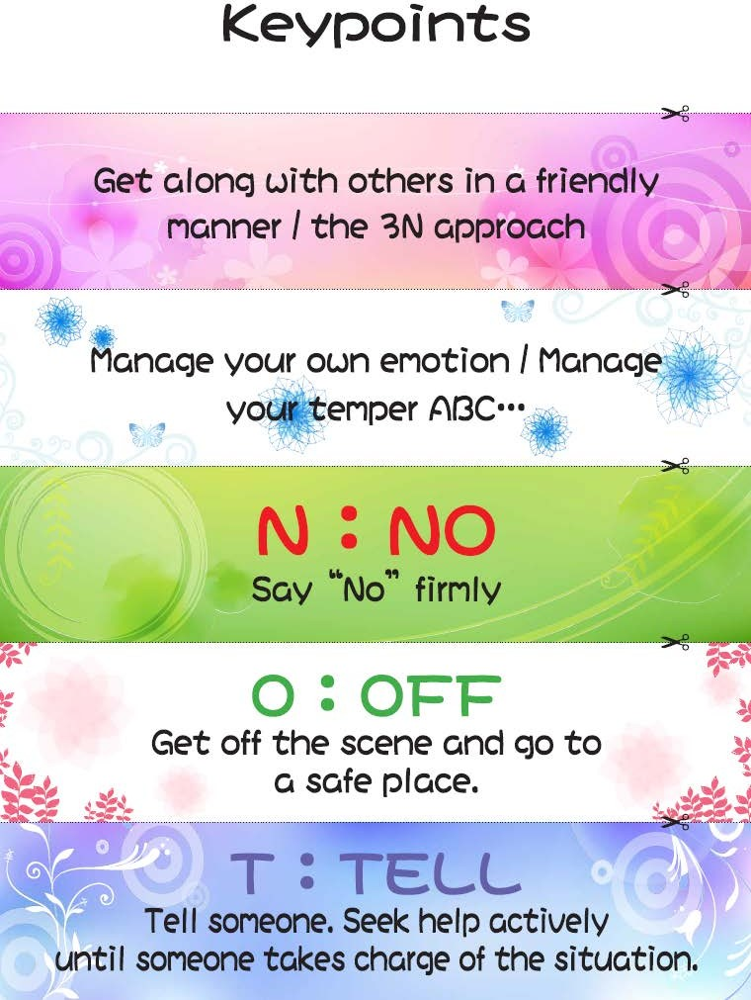 Keypoints
Get along with others in a friendly
manner / the 3N approach
Manage your own emotion / Manage
your temper ABC…
N : NO
Say “No” firmly
O : OFF
Get off the scene and go to
a safe place.
T : TELL
Tell someone. Seek help actively
until someone takes charge of the situation.